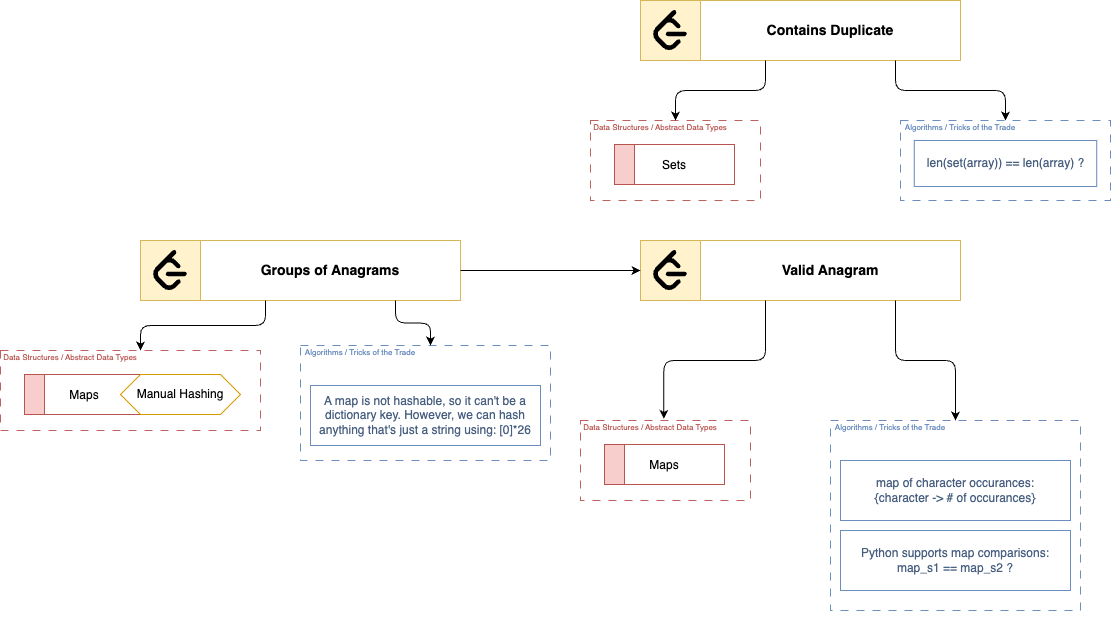 Contains Duplicate
Data Structures / Abstract Data Types
Sets
Algorithms / Tricks of the Trade
len(set(array)) == len(array) ?
Groups of Anagrams
Data Structures / Abstract Data Types
Maps
Manual Hashing
Algorithms / Tricks of the Trade
A map is not hashable, so it can't be a
dictionary key. However, we can hash
anything that's just a string using: [0]*26
Valid Anagram
Data Structures / Abstract Data Types
Maps
Algorithms / Tricks of the Trade
map of character occurances:
{character -> # of occurances}
Python supports map comparisons:
map_s1 == map_s2 ?